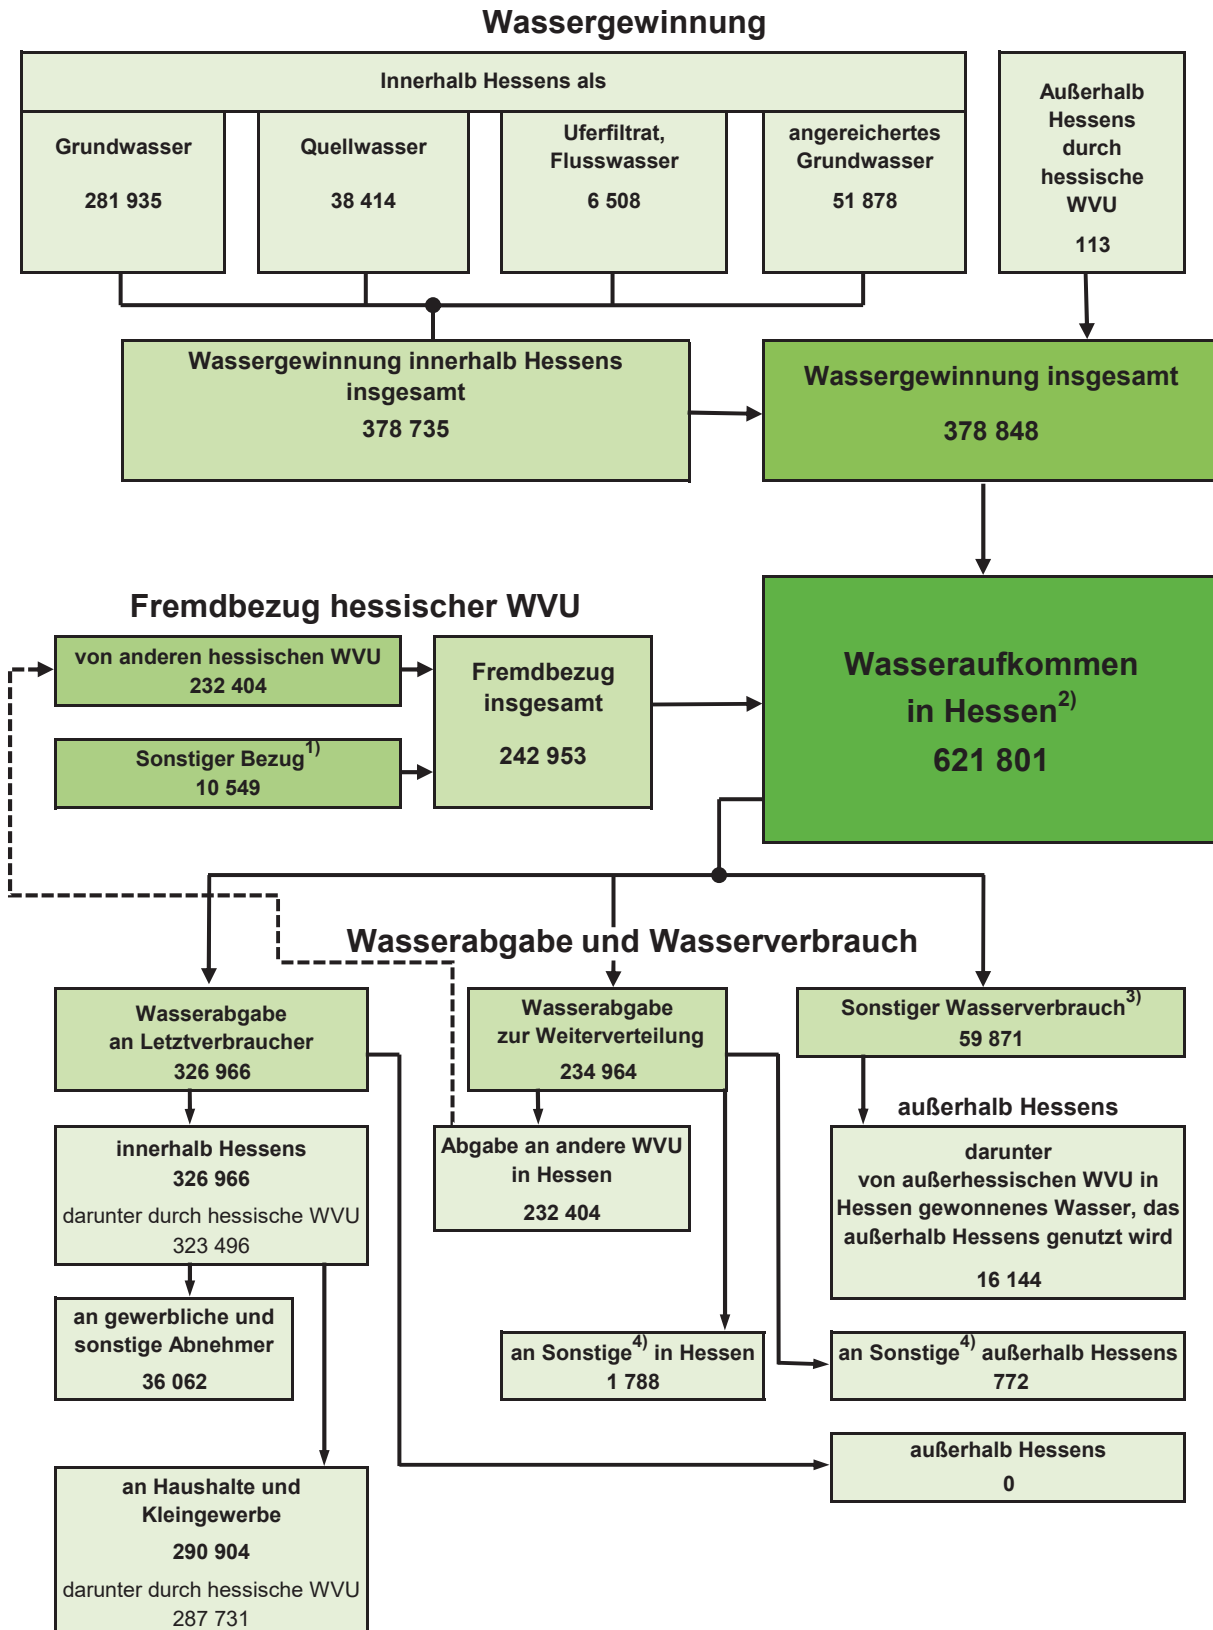 Wassergewinnung
Innerhalb Hessens als
Grundwasser
281 935
Quellwasser
38 414
Uferfiltrat,
Flusswasser
6 508
angereichertes
Grundwasser
51 878
Außerhalb
Hessens
durch
hessische
WVU
113
Wassergewinnung innerhalb Hessens
insgesamt
378 735
Wassergewinnung insgesamt
378 848
Fremdbezug hessischer WVU
von anderen hessischen WVU
232 404
Sonstiger Bezug1)
10 549
Fremdbezug
insgesamt
242 953
Wasseraufkommen
in Hessen2)
621 801
Wasserabgabe und Wasserverbrauch
Wasserabgabe
an Letztverbraucher
326 966
Wasserabgabe
zur Weiterverteilung
234 964
Sonstiger Wasserverbrauch3)
59 871
außerhalb Hessens
innerhalb Hessens
326 966
darunter durch hessische WVU
323 496
Abgabe an andere WVU
in Hessen
232 404
darunter
von außerhessischen WVU in
Hessen gewonnenes Wasser, das
außerhalb Hessens genutzt wird
16 144
an gewerbliche und
sonstige Abnehmer
36 062
an Sonstige4) in Hessen
1 788
an Sonstige4) außerhalb Hessens
772
außerhalb Hessens
0
an Haushalte und
Kleingewerbe
290 904
darunter durch hessische WVU
287 731